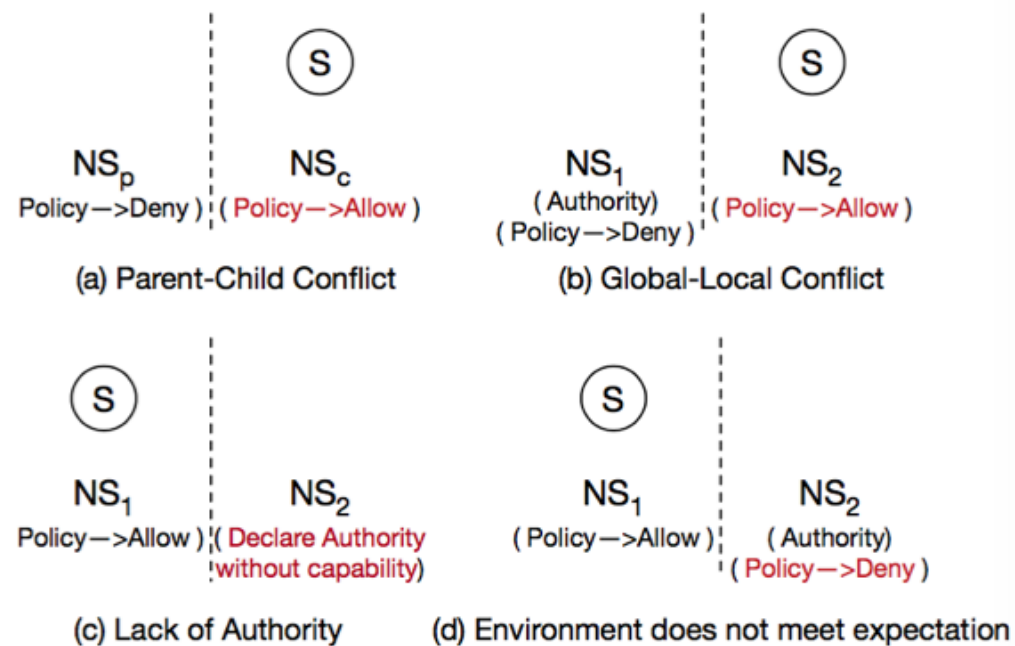 S
S
NSp NSc
Policy—>Deny ) ( Policy—>Allow )
NS1 NS2
( Authority) ( Policy—>Allow )
( Policy—>Deny )
(a) Parent-Child Conflict
(b) Global-Local Conflict
S
S
NS1 NS2
Policy—>Allow ) ( Declare Authority
without capability)
NS1 NS2
( Policy—>Allow ) ( Authority)
( Policy—>Deny )
(c) Lack of Authority
(d) Environment does not meet expectation